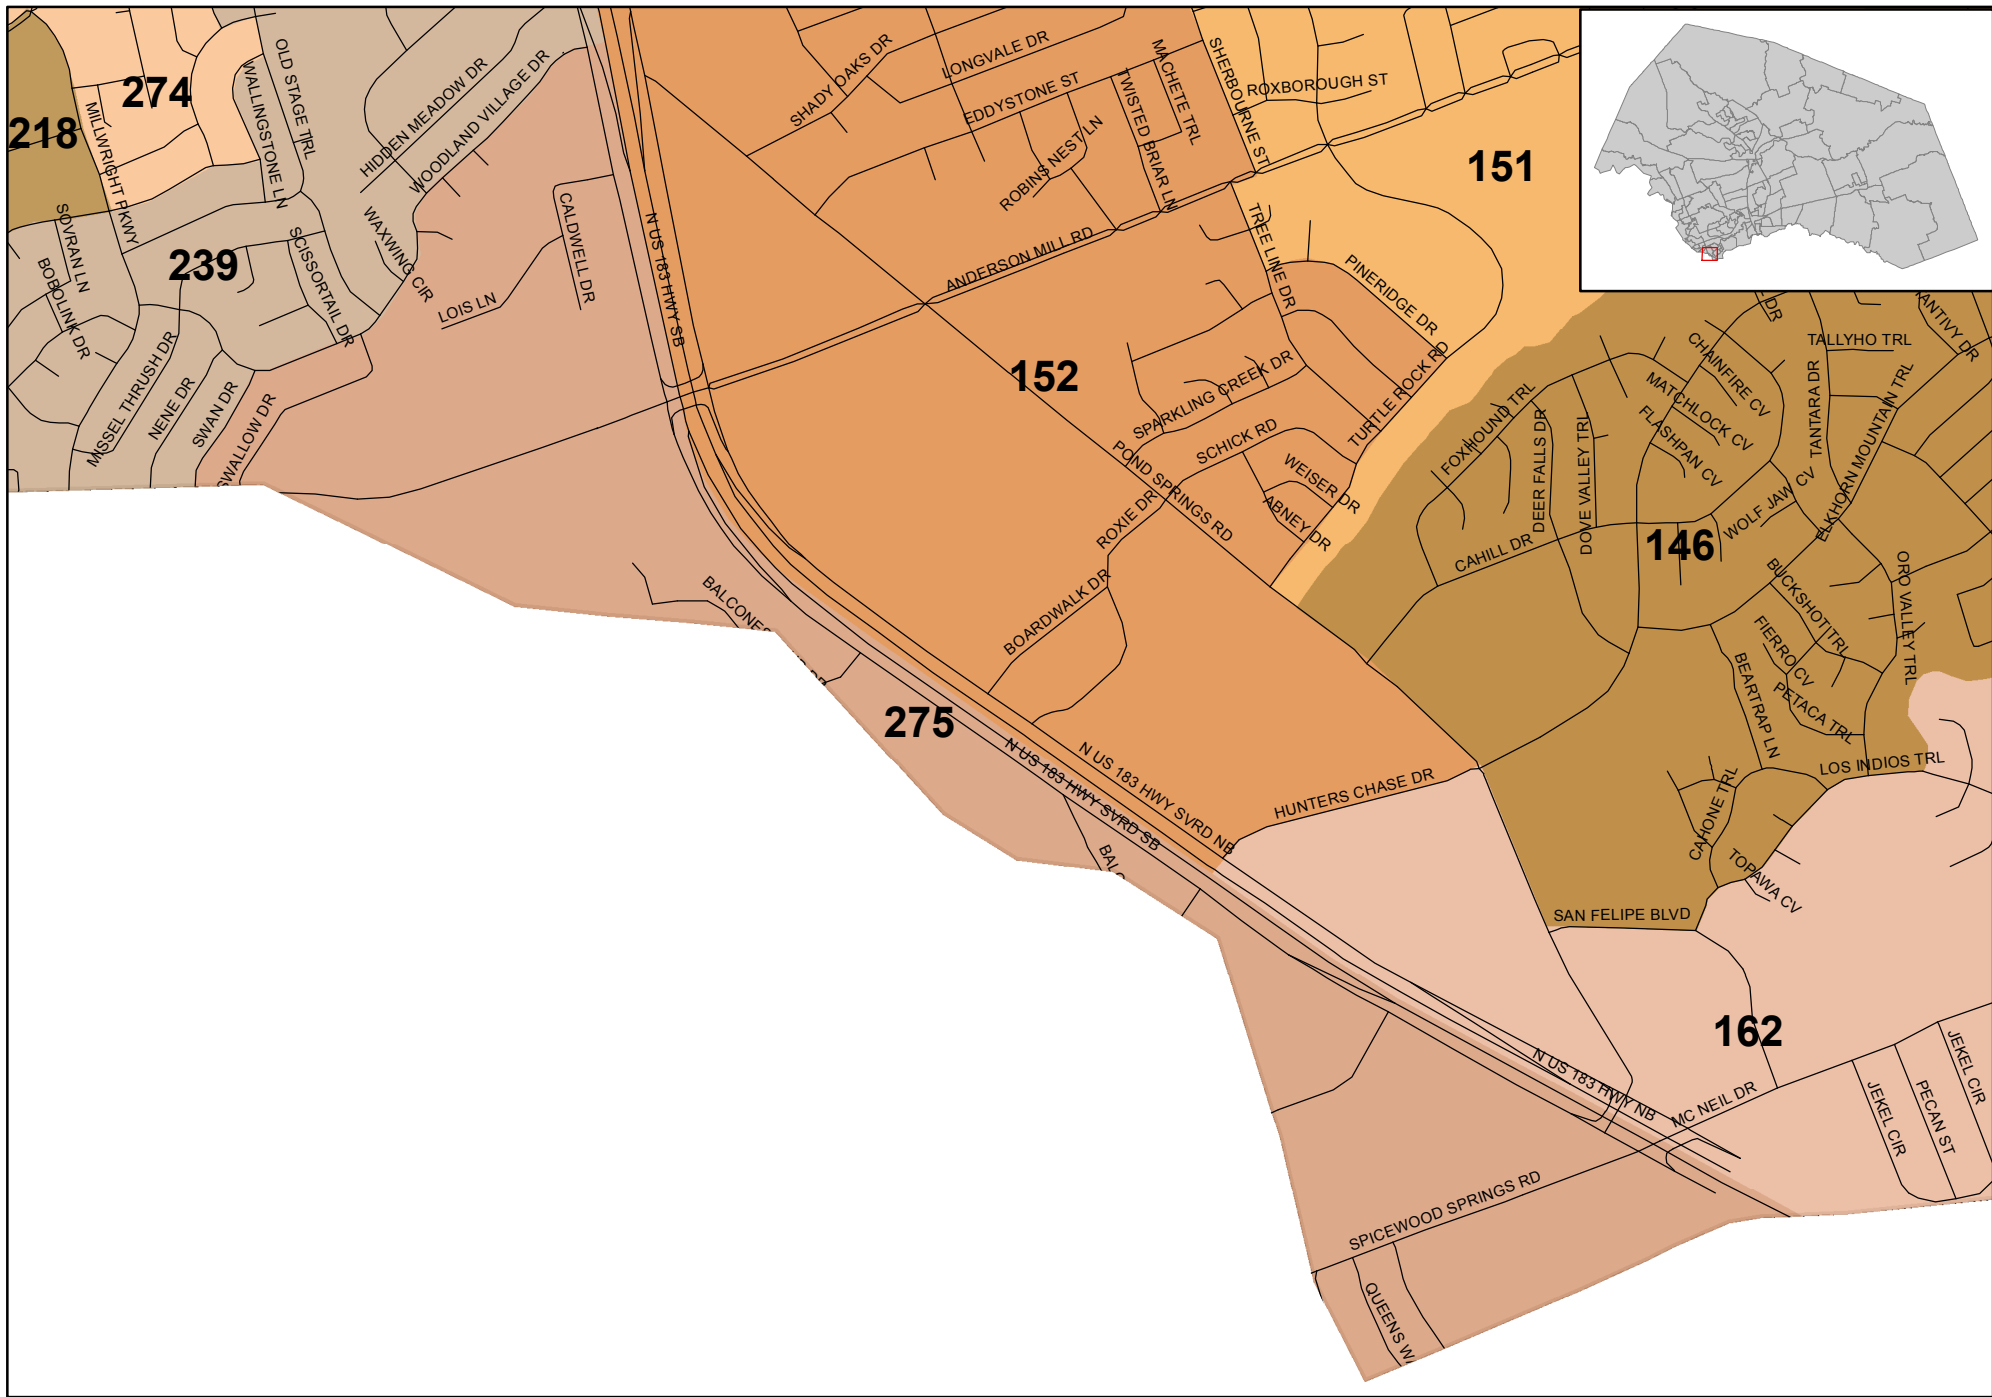 274
218
239
151
152
146
275
162
OLD STAGE TRL
WALLINGSTONE LN
MILLWRIGHT PKWY
HIDDEN MEADOW DR
WOODLAND VILLAGE DR
WAXWING CIR
SOVRAN LN
BOBOLINK DR
SCISSORTAIL DR
MISSEL THRUSH DR
NENE DR
SWAN DR
SWALLOW DR
LOIS LN
CALDWELL DR
N US 183 HWY SB
SHADY OAKS DR
LONGVALE DR
EDDYSTONE ST
MACHETE TRL
TWISTED BRIAR LN
ROBINS NEST LN
SHERBOURNE ST
ROXBOROUGH ST
ANDERSON MILL RD
TREE LINE DR
PINERIDGE DR
TURTLE ROCK RD
SPARKLING CREEK DR
SCHICK RD
WEISER DR
ABNEY DR
POND SPRINGS RD
ROXIE DR
BOARDWALK DR
FOXHOUND TRL
DEER FALLS DR
DOVE VALLEY TRL
CAHILL DR
CHAINFIRE CV
MATCHLOCK CV
FLASHPAN CV
DR
TALLYHO TRL
ANTIVY DR
TANTARA DR
ELKHORN MOUNTAIN TRL
WOLF JAW CV
BUCKSHOT TRL
ORO VALLEY TRL
FIERRO CV
PETACA TRL
BEARTRAP LN
LOS INDIOS TRL
CAHONE TRL
TOPAWA CV
SAN FELIPE BLVD
HUNTERS CHASE DR
BALCONES
DR
N US 183 HWY SVRD NB
N US 183 HWY SVRD SB
BALC
N US 183 HWY NB
MC NEIL DR
JEKEL CIR
PECAN ST
JEKEL CIR
SPICEWOOD SPRINGS RD
QUEENS WA